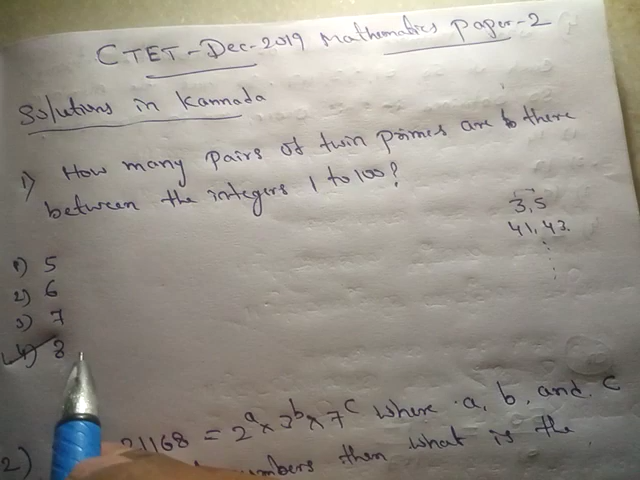 CTET-Dec-2019 Mathematics paper-2
Solutions in Kannada
1) How many pairs of twin primes are there
between the integers 1 to 100?
3,5
41,43.
1) 5
2) 6
3) 7
4) 8
2) 21168 = 2^a x 3^b x 7^c where a, b, and c
numbers then what is the